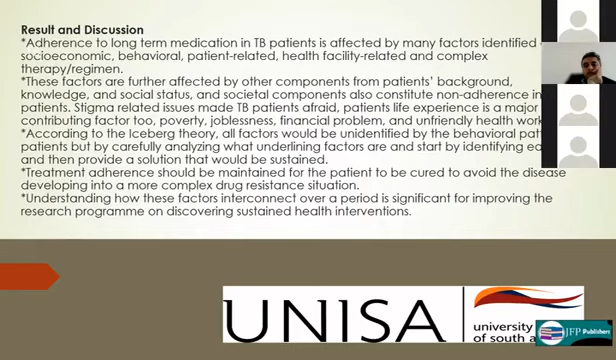 Result and Discussion
*Adherence to long term medication in TB patients is affected by many factors identified
socioeconomic, behavioral, patient-related, health facility-related and complex
therapy/regimen.
*These factors are further affected by other components from patients' background,
knowledge, and social status, and societal components also constitute non-adherence in
patients. Stigma related issues made TB patients afraid, patients life experience is a major
contributing factor too, poverty, joblessness, financial problem, and unfriendly health
*According to the Iceberg theory, all factors would be unidentified by the behavioral
patients but by carefully analyzing what underlining factors are and start by identifying
and then provide a solution that would be sustained.
*Treatment adherence should be maintained for the patient to be cured to avoid the disease
developing into a more complex drug resistance situation.
*Understanding how these factors interconnect over a period is significant for improving the
research programme on discovering sustained health interventions.
UNISA
university
of south
JFP Publishers